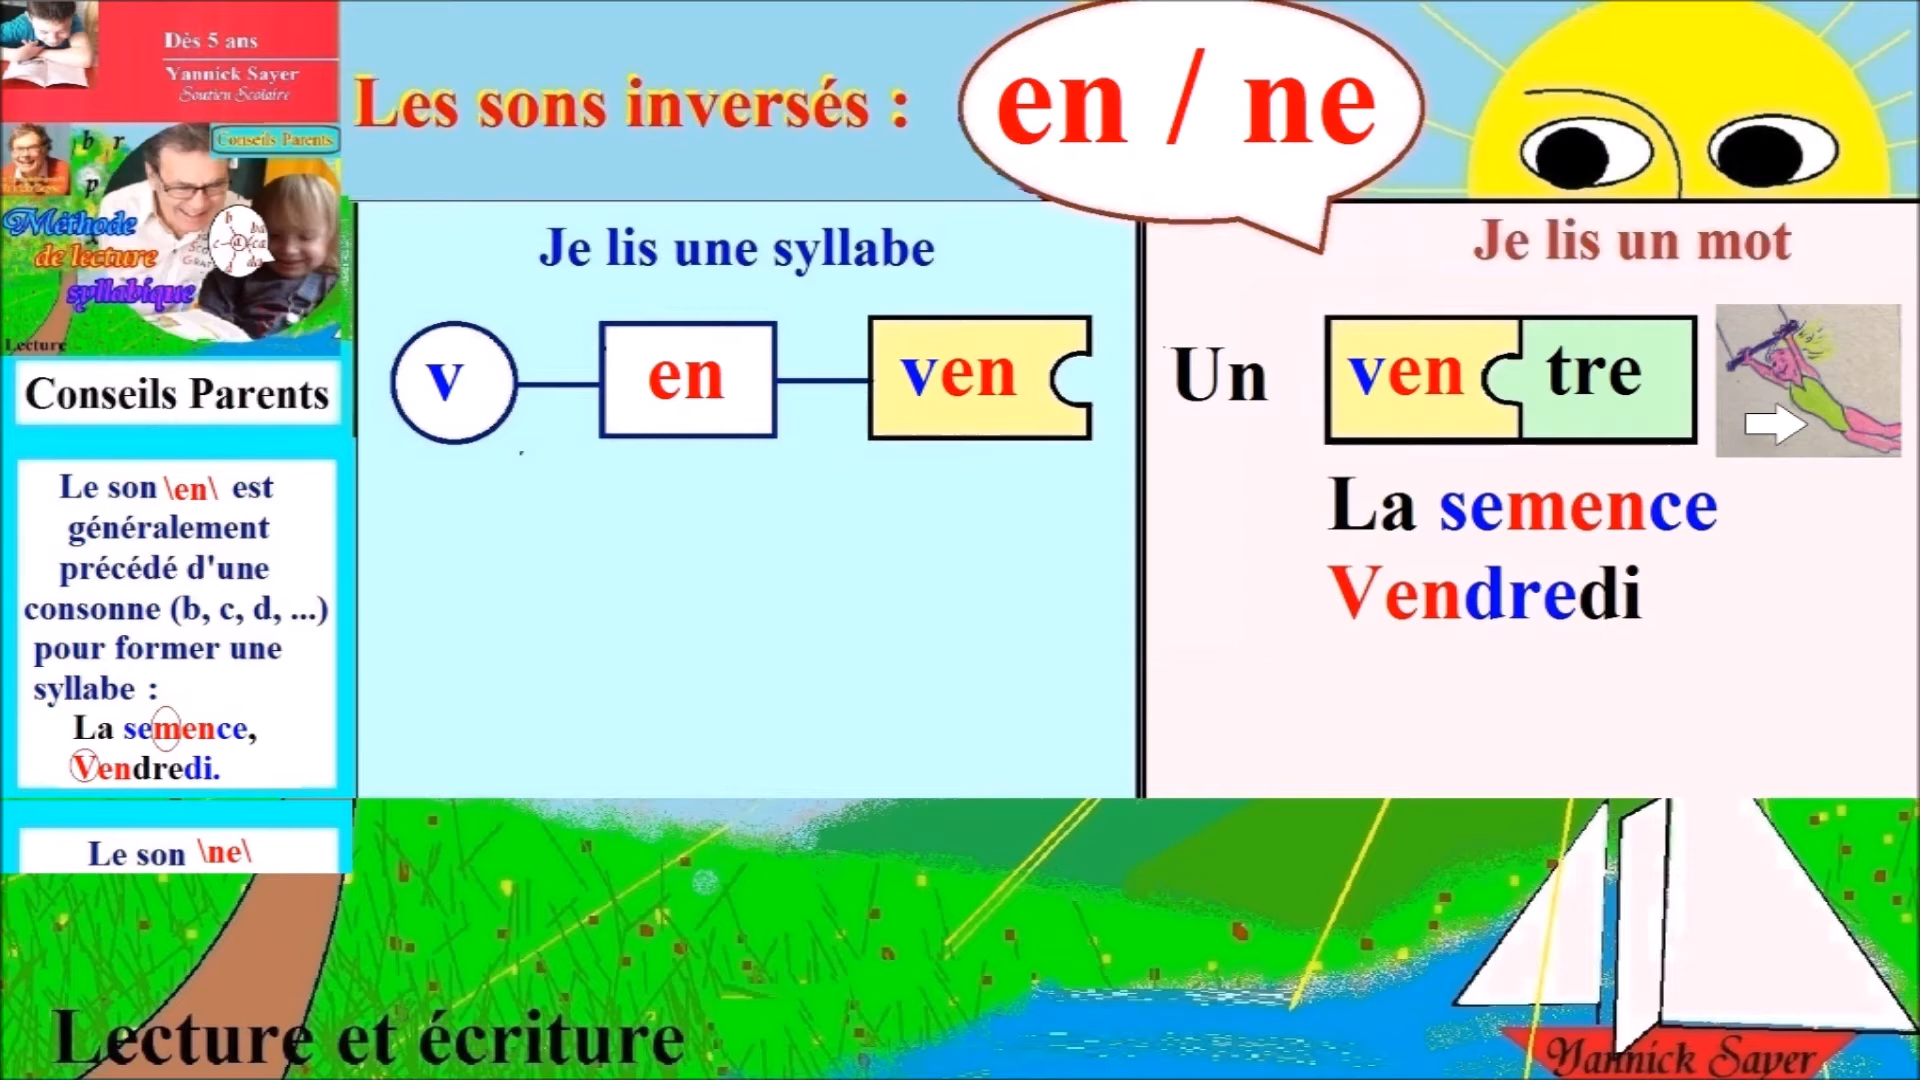 Dès 5 ans
Yannick Sayer
Soutien Scolaire
Conseils Parents
b r
p
Méthode
de lecture
syllabique
Lecture
Conseils Parents
Le son \en\ est
généralement
précédé d'une
consonne (b, c, d, ...)
pour former une
syllabe :
La semence,
Vendredi.
Le son \ne\
Les sons inversés :
en / ne
Je lis une syllabe
v en ven
Je lis un mot
Un ven tre
La semence
Vendredi
Lecture et écriture
Yannick Sayer